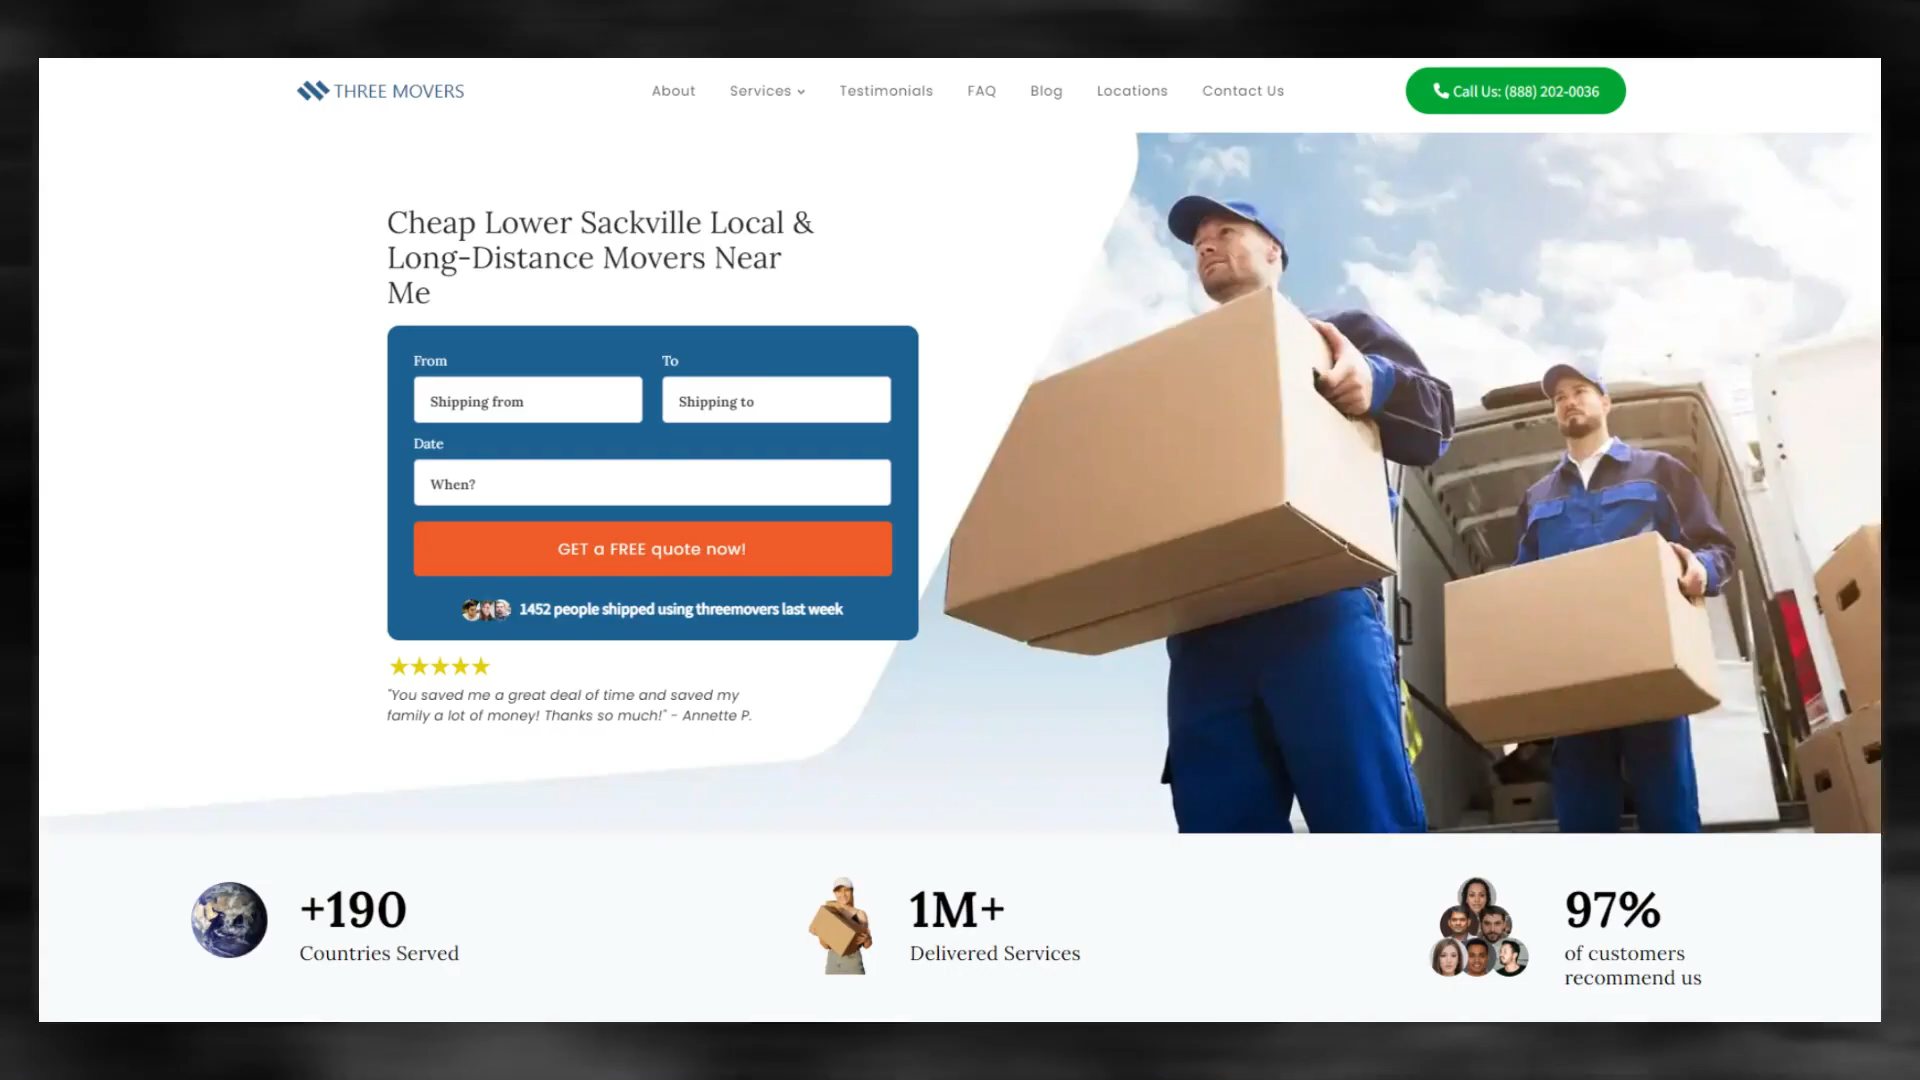 THREE MOVERS
About
Services
Testimonials
FAQ
Blog
Locations
Contact Us
Call Us: (888) 202-0036
Cheap Lower Sackville Local &
Long-Distance Movers Near
Me
From
To
Shipping from
Shipping to
Date
When?
GET a FREE quote now!
1452 people shipped using threemovers last week
"You saved me a great deal of time and saved my
family a lot of money! Thanks so much!" - Annette P.
+190
Countries Served
1M+
Delivered Services
97%
of customers
recommend us